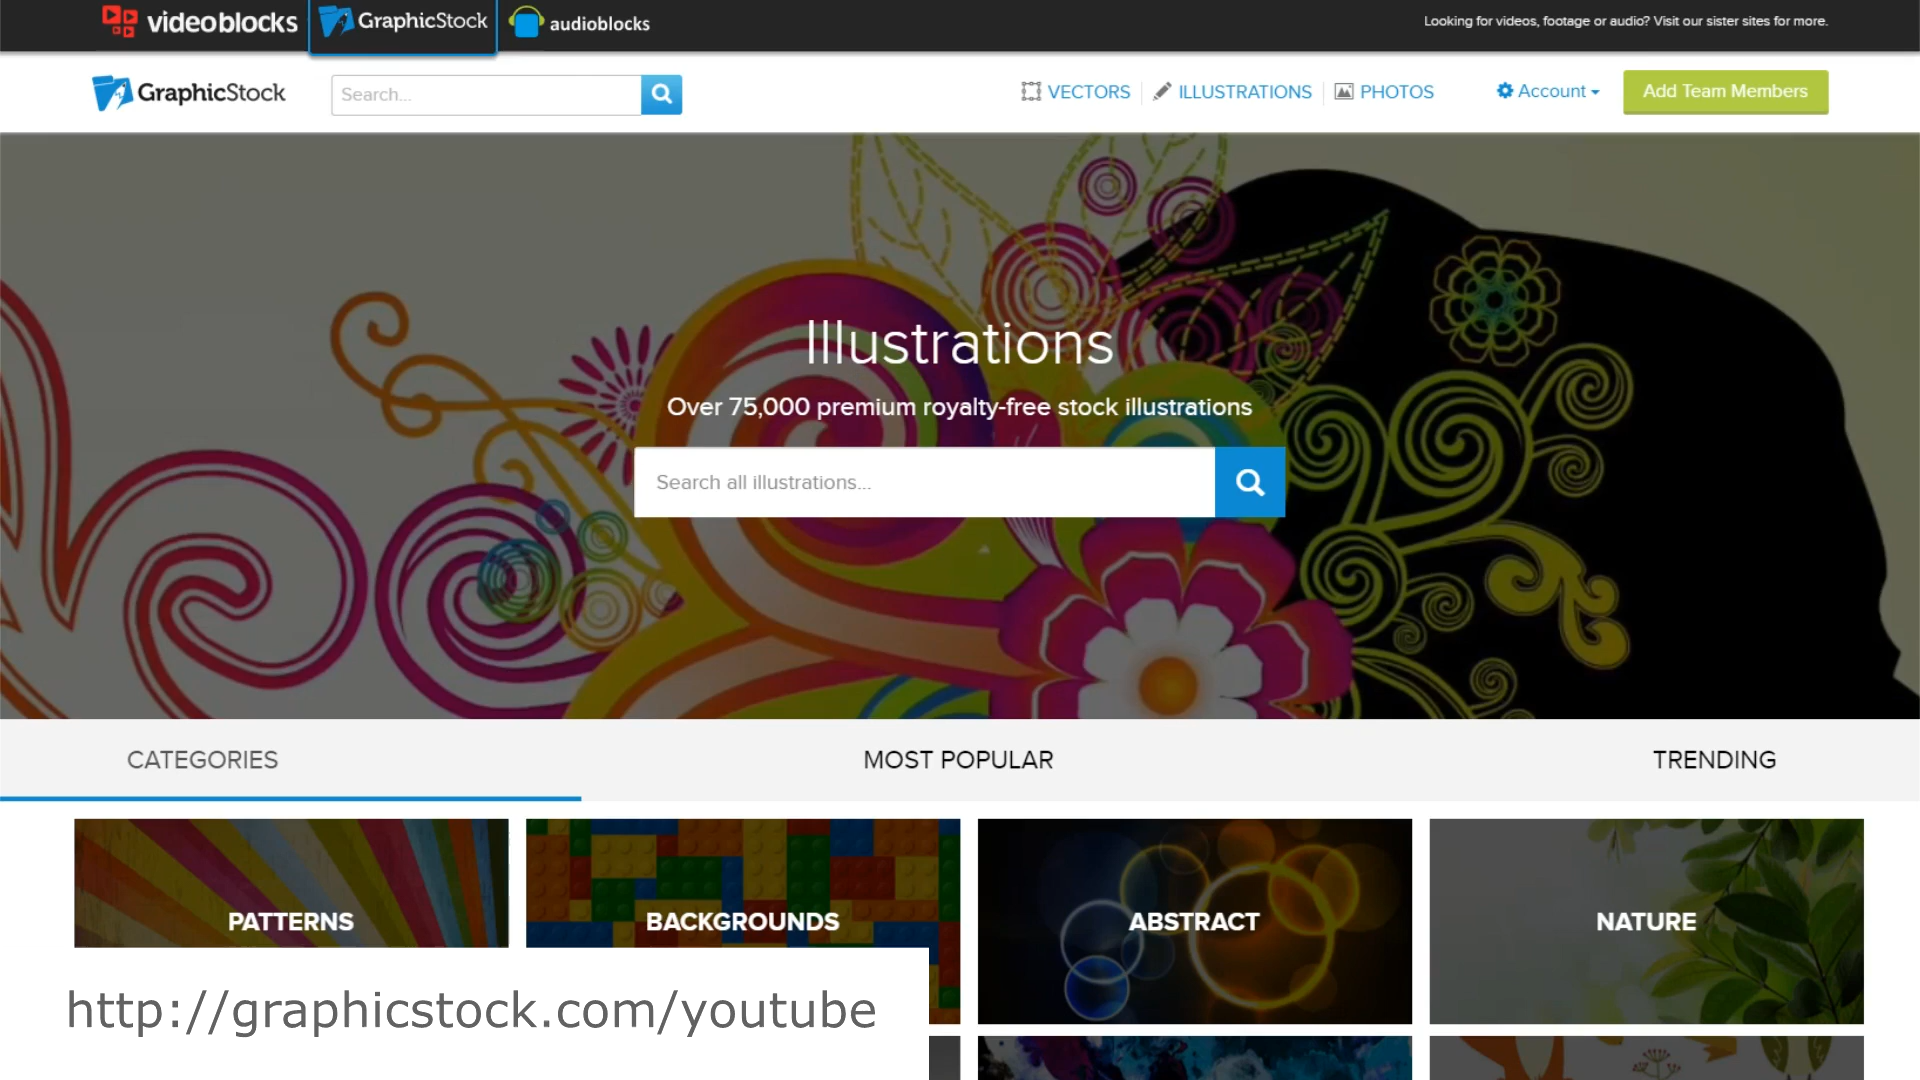 videoblocks
GraphicStock
audioblocks
Looking for videos, footage or audio? Visit our sister sites for more.
GraphicStock
Search...
VECTORS
ILLUSTRATIONS
PHOTOS
Account
Add Team Members
Illustrations
Over 75,000 premium royalty-free stock illustrations
Search all illustrations...
CATEGORIES
MOST POPULAR
TRENDING
PATTERNS
BACKGROUNDS
ABSTRACT
NATURE
http://graphicstock.com/youtube